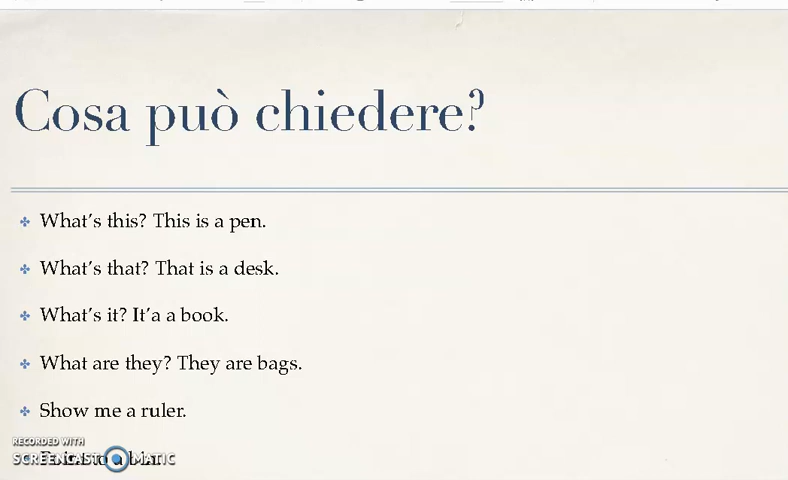 Cosa può chiedere?
What's this? This is a pen.
What's that? That is a desk.
What's it? It'a a book.
What are they? They are bags.
Show me a ruler.
RECORDED WITH
SCREENCAST MATIC